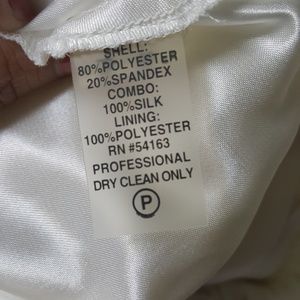 SHELL:
80%POLYESTER
20%SPANDEX
COMBO:
100%SILK
LINING:
100%POLYESTER
RN #54163
PROFESSIONAL
DRY CLEAN ONLY
P